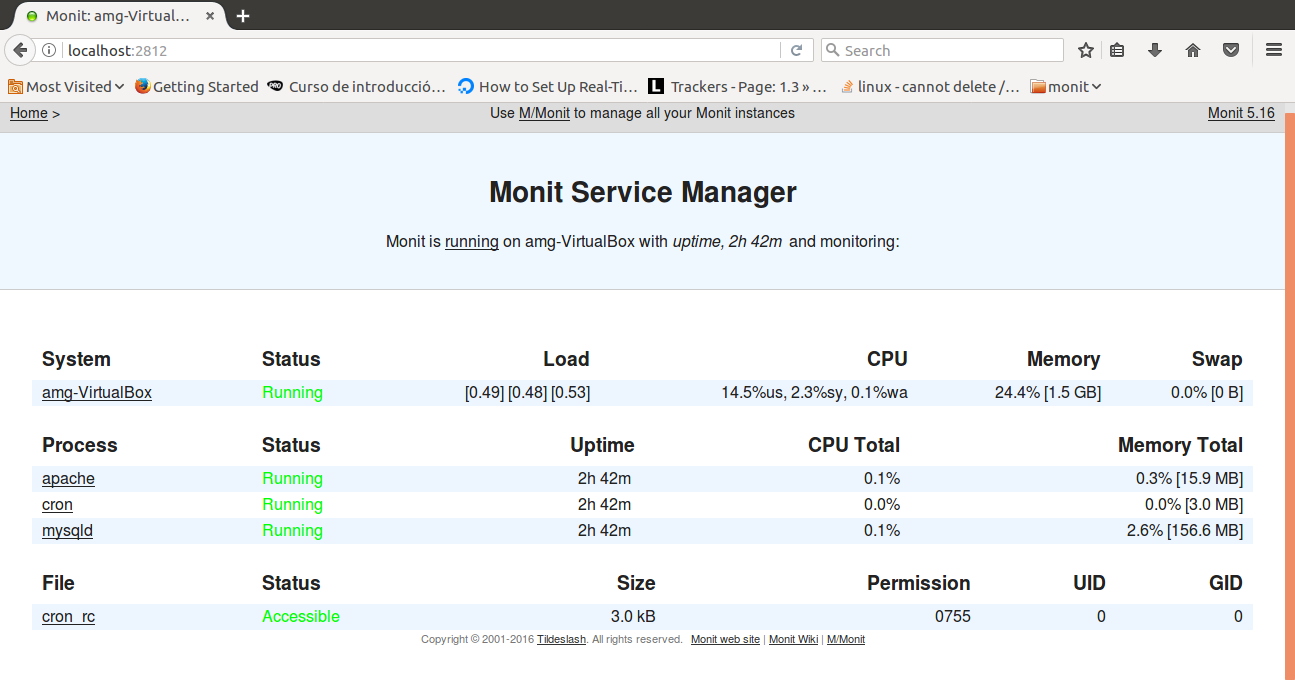 Monit: amg-Virtual...
localhost:2812
Search
Most Visited Getting Started Curso de introducció... How to Set Up Real-Ti... L Trackers - Page: 1.3 » ... linux - cannot delete /... monit
Home > Use M/Monit to manage all your Monit instances Monit 5.16
Monit Service Manager
Monit is running on amg-VirtualBox with uptime, 2h 42m and monitoring:
System Status Load CPU Memory Swap
amg-VirtualBox Running [0.49] [0.48] [0.53] 14.5%us, 2.3%sy, 0.1%wa 24.4% [1.5 GB] 0.0% [0 B]
Process Status Uptime CPU Total Memory Total
apache Running 2h 42m 0.1% 0.3% [15.9 MB]
cron Running 2h 42m 0.0% 0.0% [3.0 MB]
mysqld Running 2h 42m 0.1% 2.6% [156.6 MB]
File Status Size Permission UID GID
cron_rc Accessible 3.0 kB 0755 0 0
Copyright © 2001-2016 Tildeslash. All rights reserved. Monit web site | Monit Wiki | M/Monit